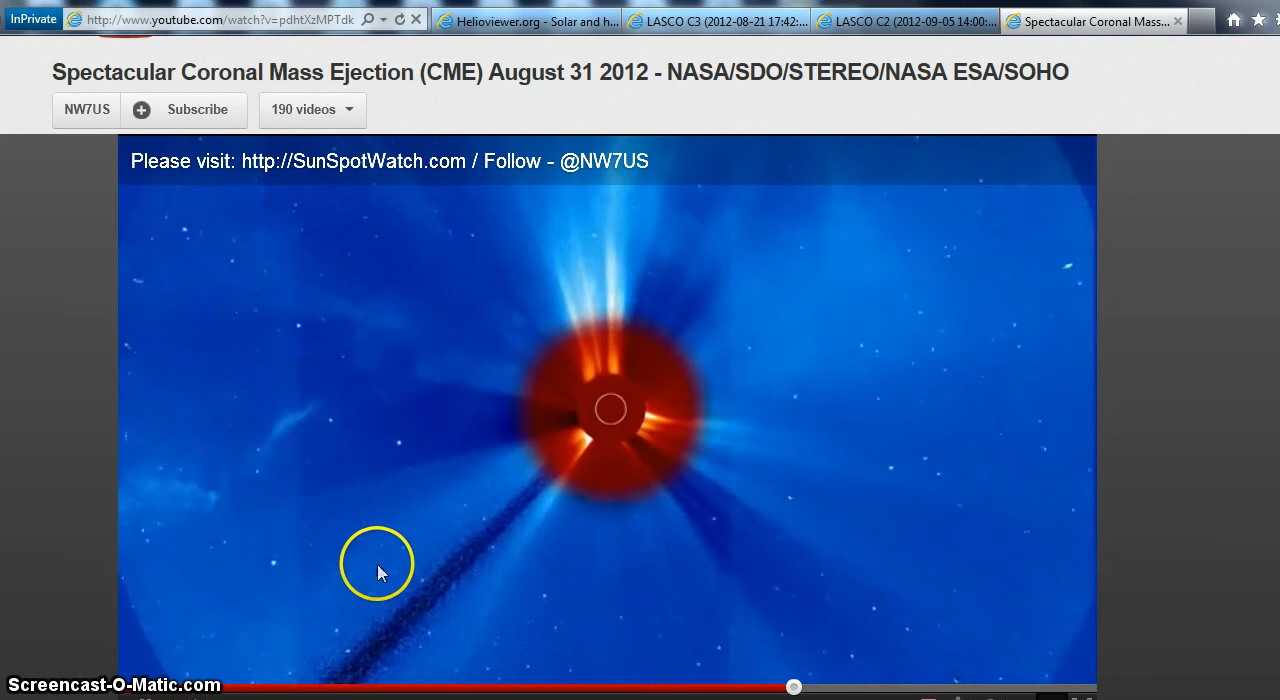 InPrivate
http://www.youtube.com/watch?v=pdhtXzMPTdk
Helioviewer.org - Solar and h...
LASCO C3 (2012-08-21 17:42:...
LASCO C2 (2012-09-05 14:00:...
Spectacular Coronal Mass...
Spectacular Coronal Mass Ejection (CME) August 31 2012 - NASA/SDO/STEREO/NASA ESA/SOHO
NW7US
Subscribe
190 videos
Please visit: http://SunSpotWatch.com / Follow - @NW7US
Screencast-O-Matic.com